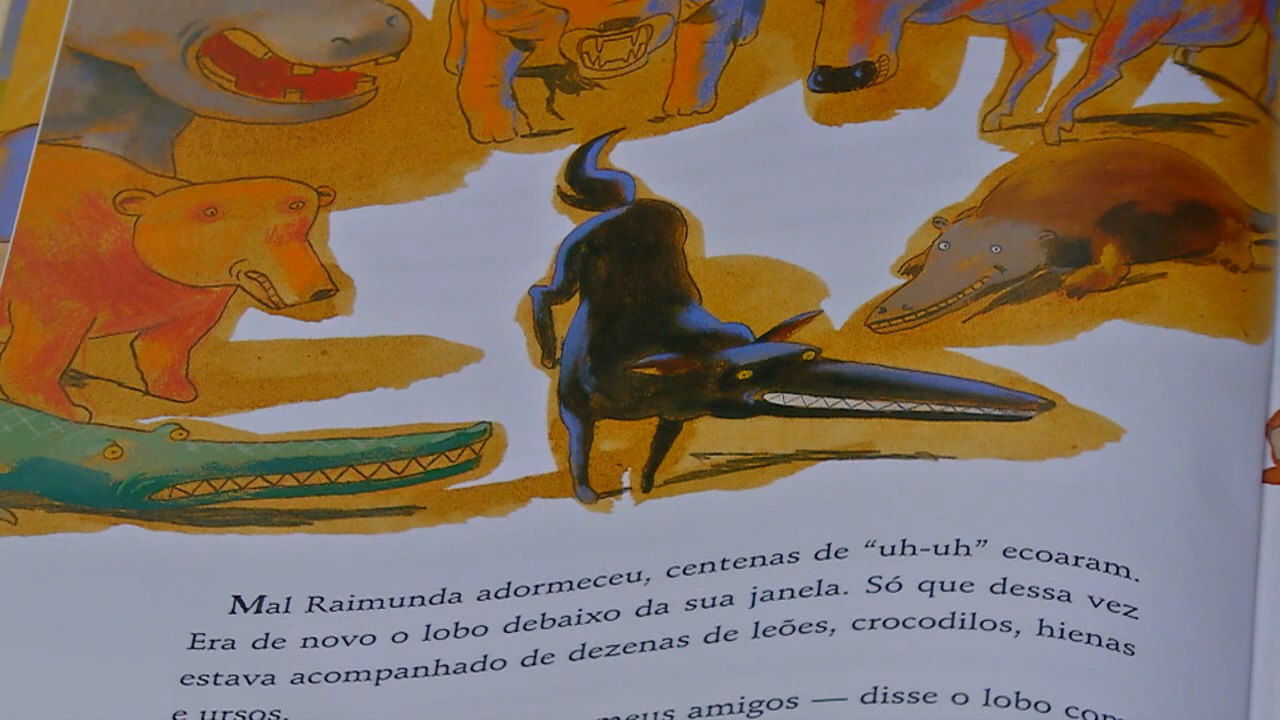 Mal Raimunda adormeceu, centenas de “uh-uh” ecoaram.
Era de novo o lobo debaixo da sua janela. Só que dessa vez
estava acompanhado de dezenas de leões, crocodilos, hienas
e ursos.
meus amigos — disse o lobo